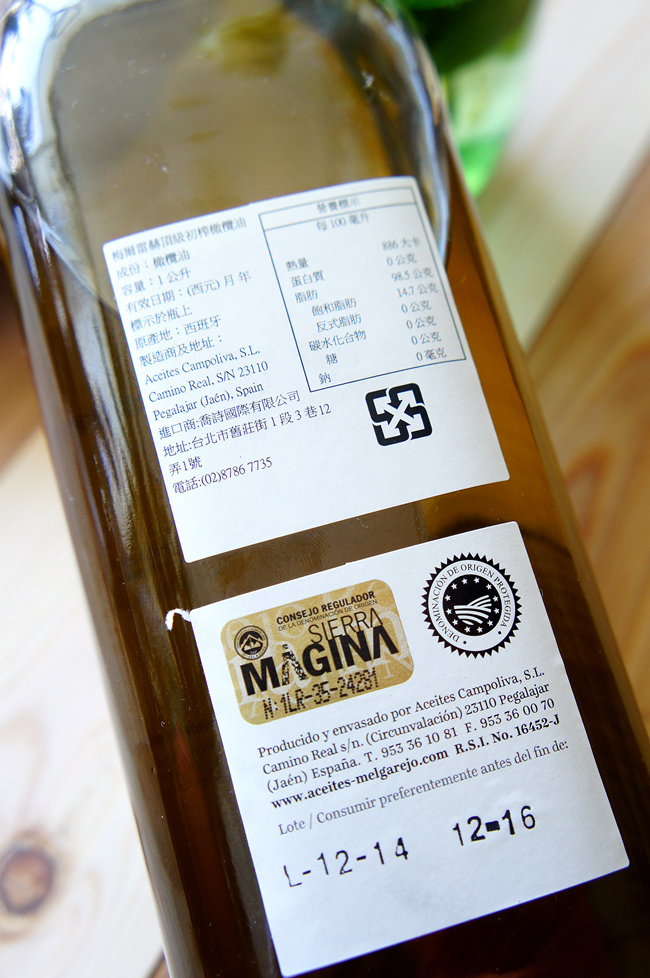 梅爾雷赫頂級初榨橄欖油
成份：橄欖油
容量：1 公升
有效日期：(西元) 月 年
標示於瓶上
原產地：西班牙
製造商及地址：
Aceites Campoliva, S.L.
Camino Real, S/N 23110
Pegalajar (Jaén), Spain
進口商:喬詩國際有限公司
地址:台北市舊莊街 1 段 3 巷 12
弄 1 號
電話:(02)8786 7735
營養標示
每 100 毫升
熱量 886 大卡
蛋白質 0 公克
脂肪 98.5 公克
飽和脂肪 14.7 公克
反式脂肪 0 公克
碳水化合物 0 公克
糖 0 公克
鈉 0 毫克
CONSEJO REGULADOR
DE LA DENOMINACIÓN DE ORIGEN
SIERRA
MÁGINA
N:1LR-35-24281
DENOMINACIÓN DE ORIGEN PROTEGIDA
Producido y envasado por Aceites Campoliva, S.L.
Camino Real s/n. (Circunvalación) 23110 Pegalajar
(Jaén) España. T. 953 36 10 81 F. 953 36 00 70
www.aceites-melgarejo.com R.S.I. No. 16452-J
Lote / Consumir preferentemente antes del fin de:
L-12-14 12-16